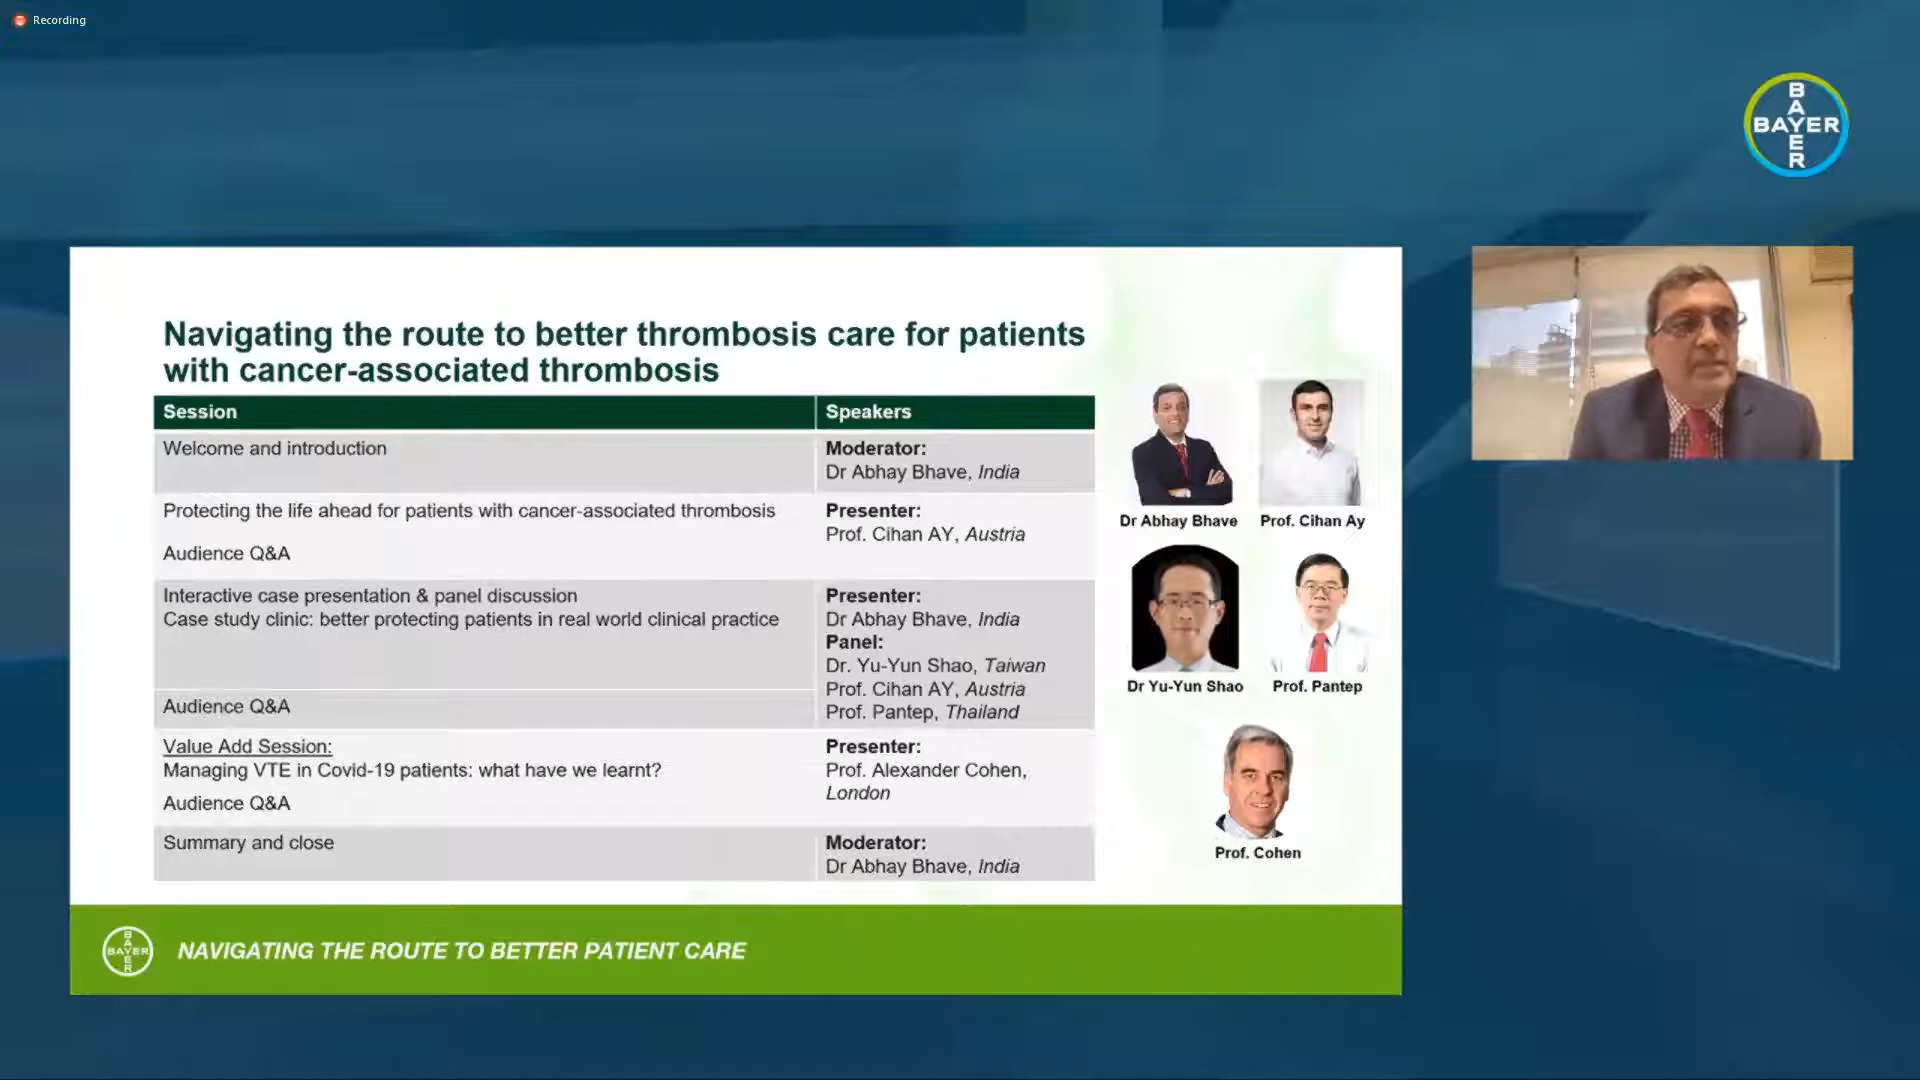 Recording
BAYER
BAYER
Navigating the route to better thrombosis care for patients
with cancer-associated thrombosis
Session
Speakers
Welcome and introduction
Moderator:
Dr Abhay Bhave, India
Protecting the life ahead for patients with cancer-associated thrombosis
Audience Q&A
Presenter:
Prof. Cihan AY, Austria
Interactive case presentation & panel discussion
Case study clinic: better protecting patients in real world clinical practice
Audience Q&A
Presenter:
Dr Abhay Bhave, India
Panel:
Dr. Yu-Yun Shao, Taiwan
Prof. Cihan AY, Austria
Prof. Pantep, Thailand
Value Add Session:
Managing VTE in Covid-19 patients: what have we learnt?
Audience Q&A
Presenter:
Prof. Alexander Cohen,
London
Summary and close
Moderator:
Dr Abhay Bhave, India
Dr Abhay Bhave
Prof. Cihan Ay
Dr Yu-Yun Shao
Prof. Pantep
Prof. Cohen
BAYER
BAYER
NAVIGATING THE ROUTE TO BETTER PATIENT CARE